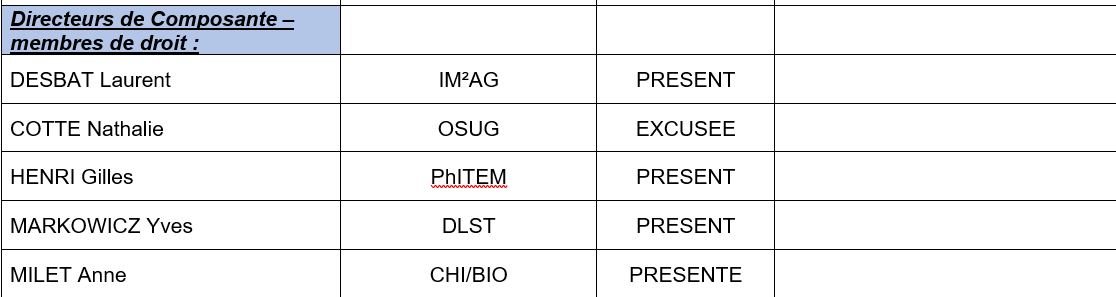 Directeurs de Composante –
membres de droit :
DESBAT Laurent IM²AG PRESENT
COTTE Nathalie OSUG EXCUSEE
HENRI Gilles PhITEM PRESENT
MARKOWICZ Yves DLST PRESENT
MILET Anne CHI/BIO PRESENTE